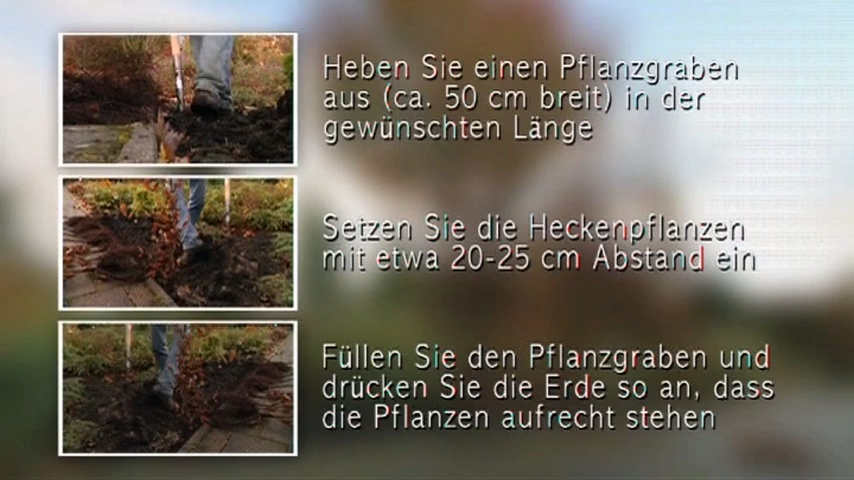 Heben Sie einen Pflanzgraben
aus (ca. 50 cm breit) in der
gewünschten Länge
Setzen Sie die Heckenpflanzen
mit etwa 20-25 cm Abstand ein
Füllen Sie den Pflanzgraben und
drücken Sie die Erde so an, dass
die Pflanzen aufrecht stehen